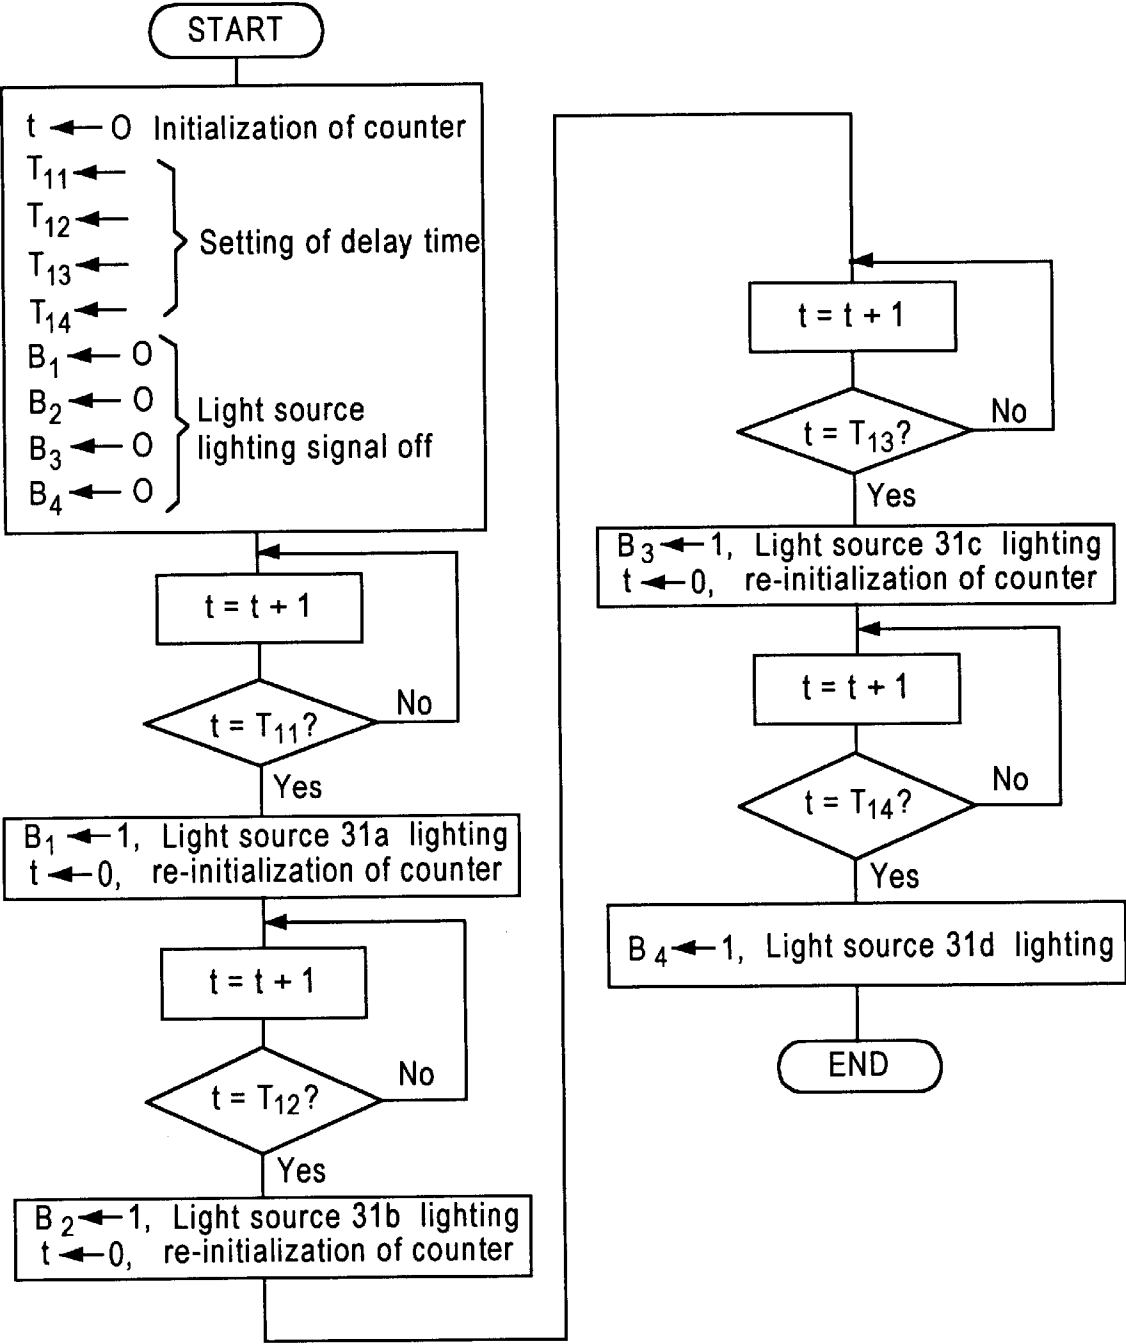 START
t ← 0 Initialization of counter
T11 ←
T12 ←
Setting of delay time
T13 ←
T14 ←
B1 ← 0
B2 ← 0
Light source
lighting signal off
B3 ← 0
B4 ← 0
t = t + 1
t = T11?
No
Yes
B1 ← 1, Light source 31a lighting
t ← 0, re-initialization of counter
t = t + 1
t = T12?
No
Yes
B2 ← 1, Light source 31b lighting
t ← 0, re-initialization of counter
t = t + 1
t = T13?
No
Yes
B3 ← 1, Light source 31c lighting
t ← 0, re-initialization of counter
t = t + 1
t = T14?
No
Yes
B4 ← 1, Light source 31d lighting
END